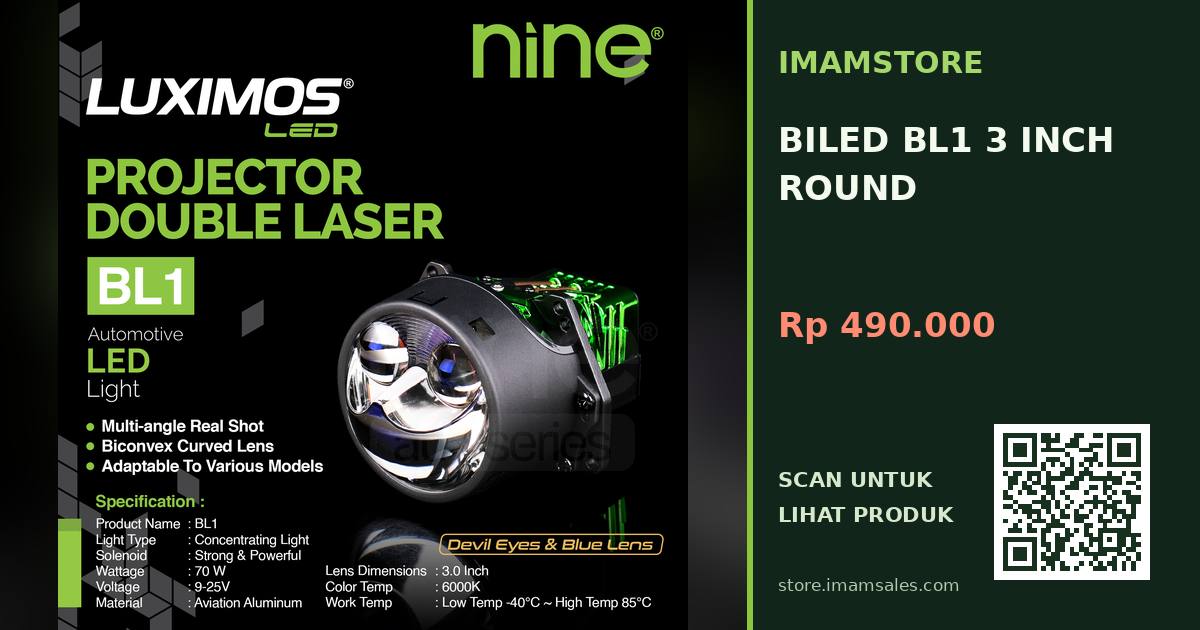 nine®
LUXIMOS®
LED
PROJECTOR
DOUBLE LASER
BL1
Automotive
LED
Light
Multi-angle Real Shot
Biconvex Curved Lens
Adaptable To Various Models
Specification :
Product Name : BL1
Light Type : Concentrating Light
Solenoid : Strong & Powerful
Wattage : 70 W
Voltage : 9-25V
Material : Aviation Aluminum
Devil Eyes & Blue Lens
Lens Dimensions : 3.0 Inch
Color Temp : 6000K
Work Temp : Low Temp -40°C ~ High Temp 85°C
IMAMSTORE
BILED BL1 3 INCH
ROUND
Rp 490.000
SCAN UNTUK
LIHAT PRODUK
store.imamsales.com